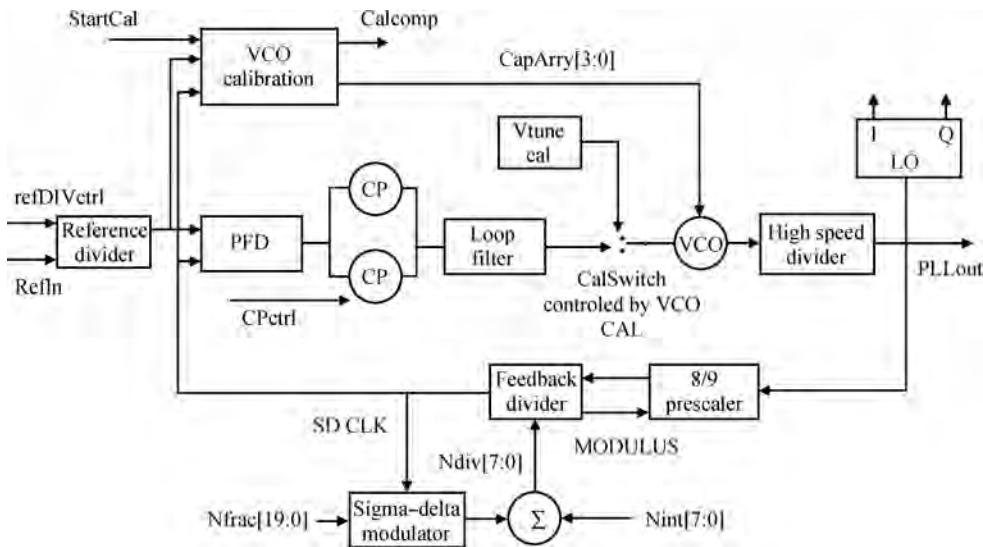 StartCal
Calcomp
VCO
calibration
CapArry[3:0]
Vtune
cal
I
Q
LO
refDIVctrl
Reference
divider
RefIn
PFD
CP
CP
CPctrl
Loop
filter
CalSwitch
controled by VCO
CAL
VCO
High speed
divider
PLLout
Feedback
divider
8/9
prescaler
MODULUS
SD CLK
Ndiv[7:0]
Nfrac[19:0]
Sigma-delta
modulator
Σ
Nint[7:0]